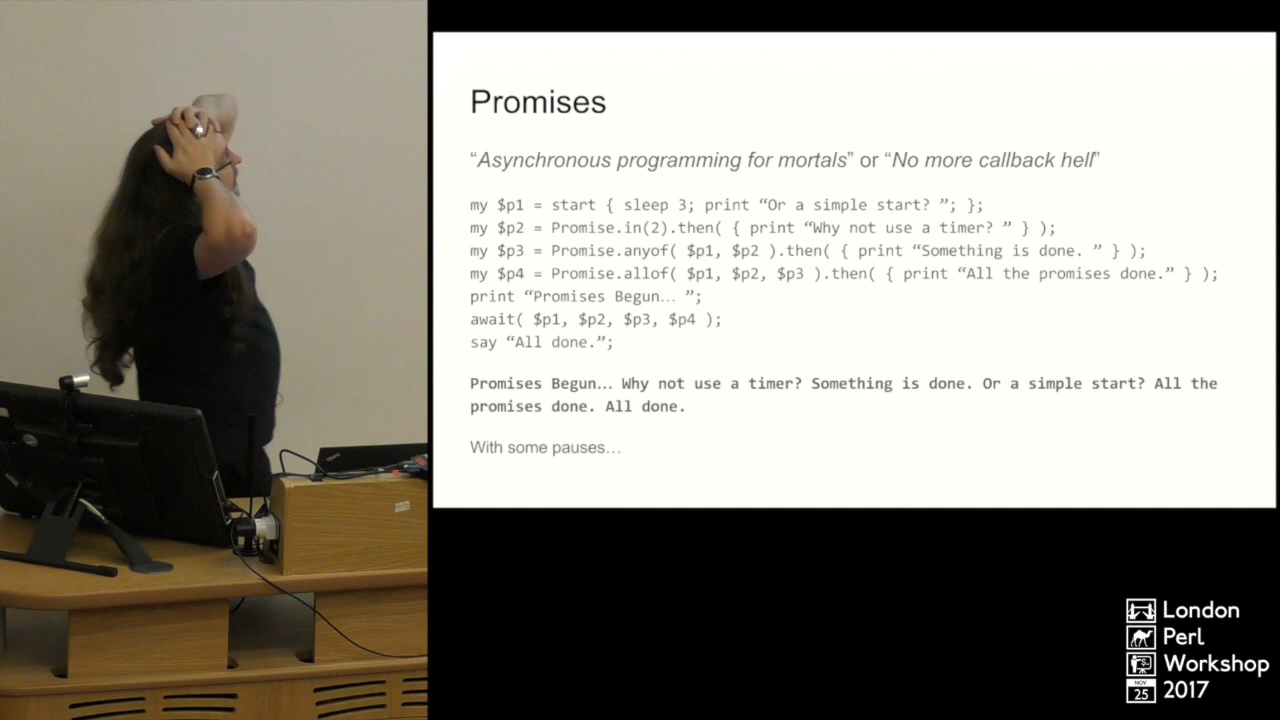 Promises
“Asynchronous programming for mortals” or “No more callback hell”
my $p1 = start { sleep 3; print “Or a simple start? ”; };
my $p2 = Promise.in(2).then( { print “Why not use a timer? ” } );
my $p3 = Promise.anyof( $p1, $p2 ).then( { print “Something is done. ” } );
my $p4 = Promise.allof( $p1, $p2, $p3 ).then( { print “All the promises done.” } );
print “Promises Begun… ”;
await( $p1, $p2, $p3, $p4 );
say “All done.”;
Promises Begun… Why not use a timer? Something is done. Or a simple start? All the
promises done. All done.
With some pauses…
London
Perl
Workshop
NOV
25
2017